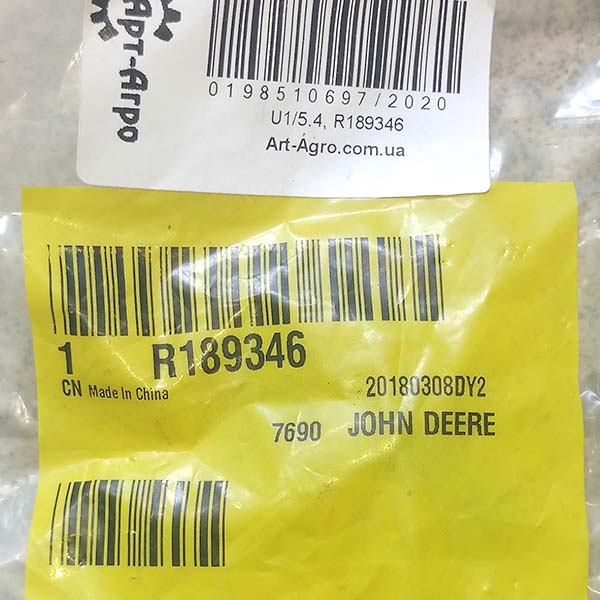 Арт-Агро
0198510697/2020
U1/5.4, R189346
Art-Agro.com.ua
1 R189346
CN Made In China
20180308DY2
7690 JOHN DEERE